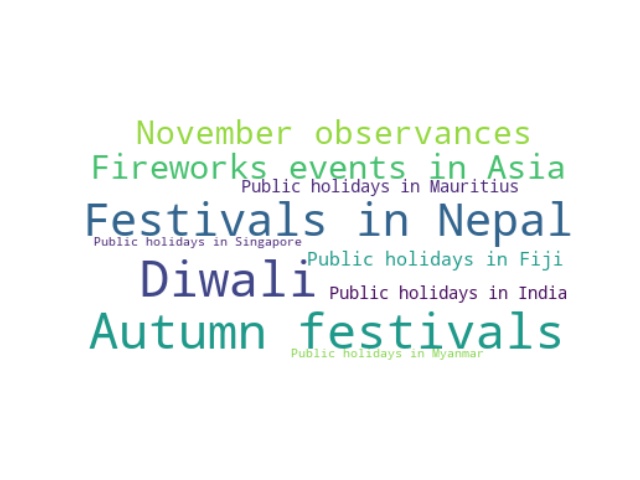 November observances
Fireworks events in Asia
Public holidays in Mauritius
Festivals in Nepal
Public holidays in Singapore
Public holidays in Fiji
Diwali
Public holidays in India
Autumn festivals
Public holidays in Myanmar